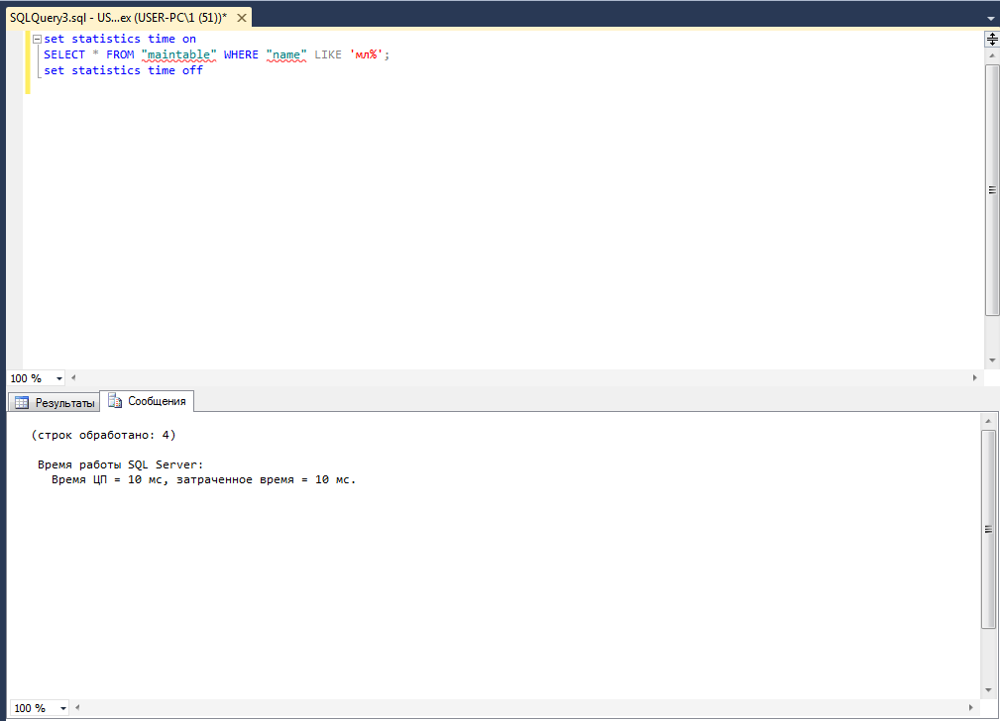 SQLQuery3.sql - US...ex (USER-PC\1 (51))*
set statistics time on
SELECT * FROM "maintable" WHERE "name" LIKE 'мл%';
set statistics time off
100 %
Результаты
Сообщения
(строк обработано: 4)
Время работы SQL Server:
Время ЦП = 10 мс, затраченное время = 10 мс.
100 %